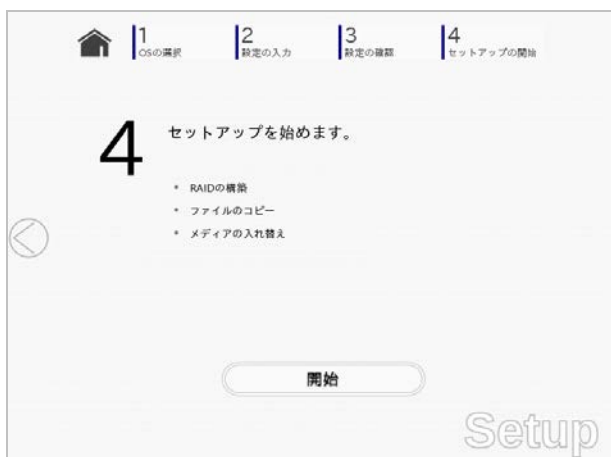 1
OSの選択
2
設定の入力
3
設定の確認
4
セットアップの開始
4
セットアップを始めます。
• RAIDの構築
• ファイルのコピー
• メディアの入れ替え
開始
Setup